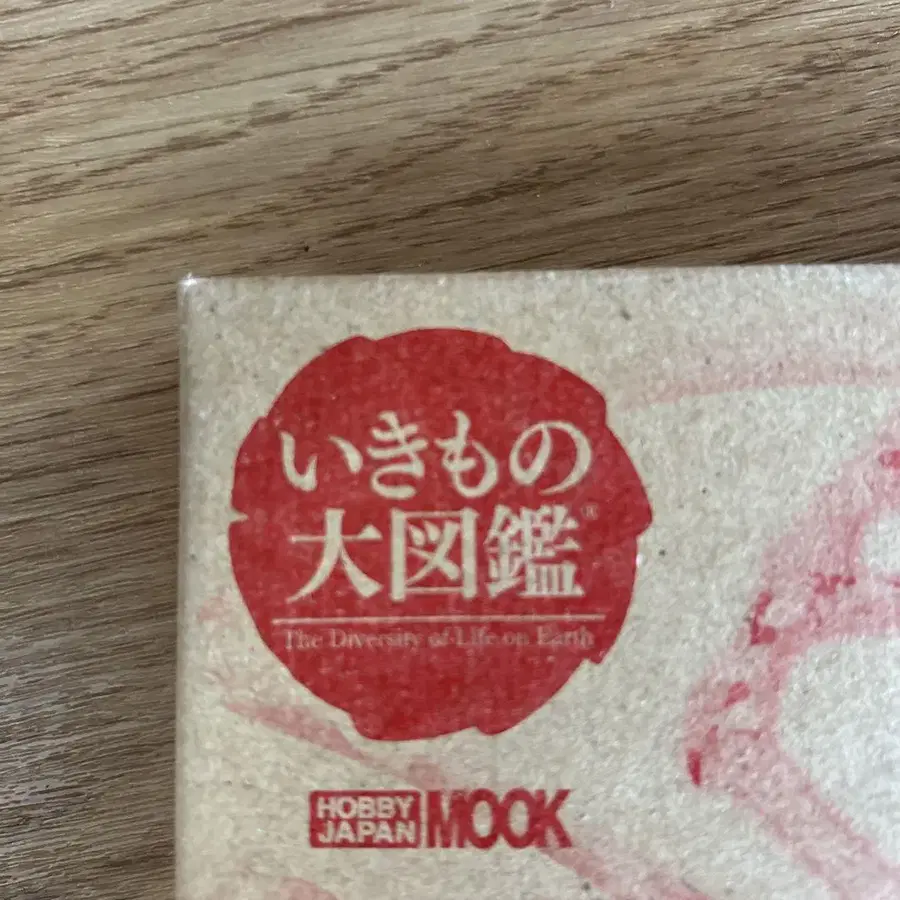 いきもの
大図鑑®
The Diversity of Life on Earth
HOBBY
JAPAN
MOOK